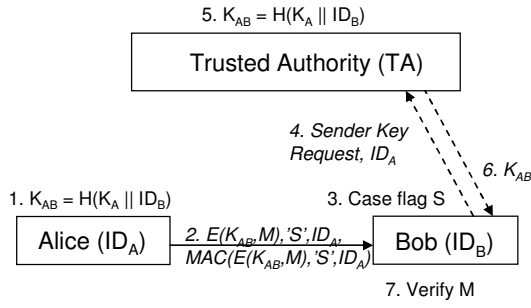 5. K_AB = H(K_A || ID_B)
Trusted Authority (TA)
4. Sender Key
Request, ID_A
6. K_AB
1. K_AB = H(K_A || ID_B)
3. Case flag S
Alice (ID_A)
2. E(K_AB,M),'S',ID_A,
MAC(E(K_AB,M),'S',ID_A)
Bob (ID_B)
7. Verify M